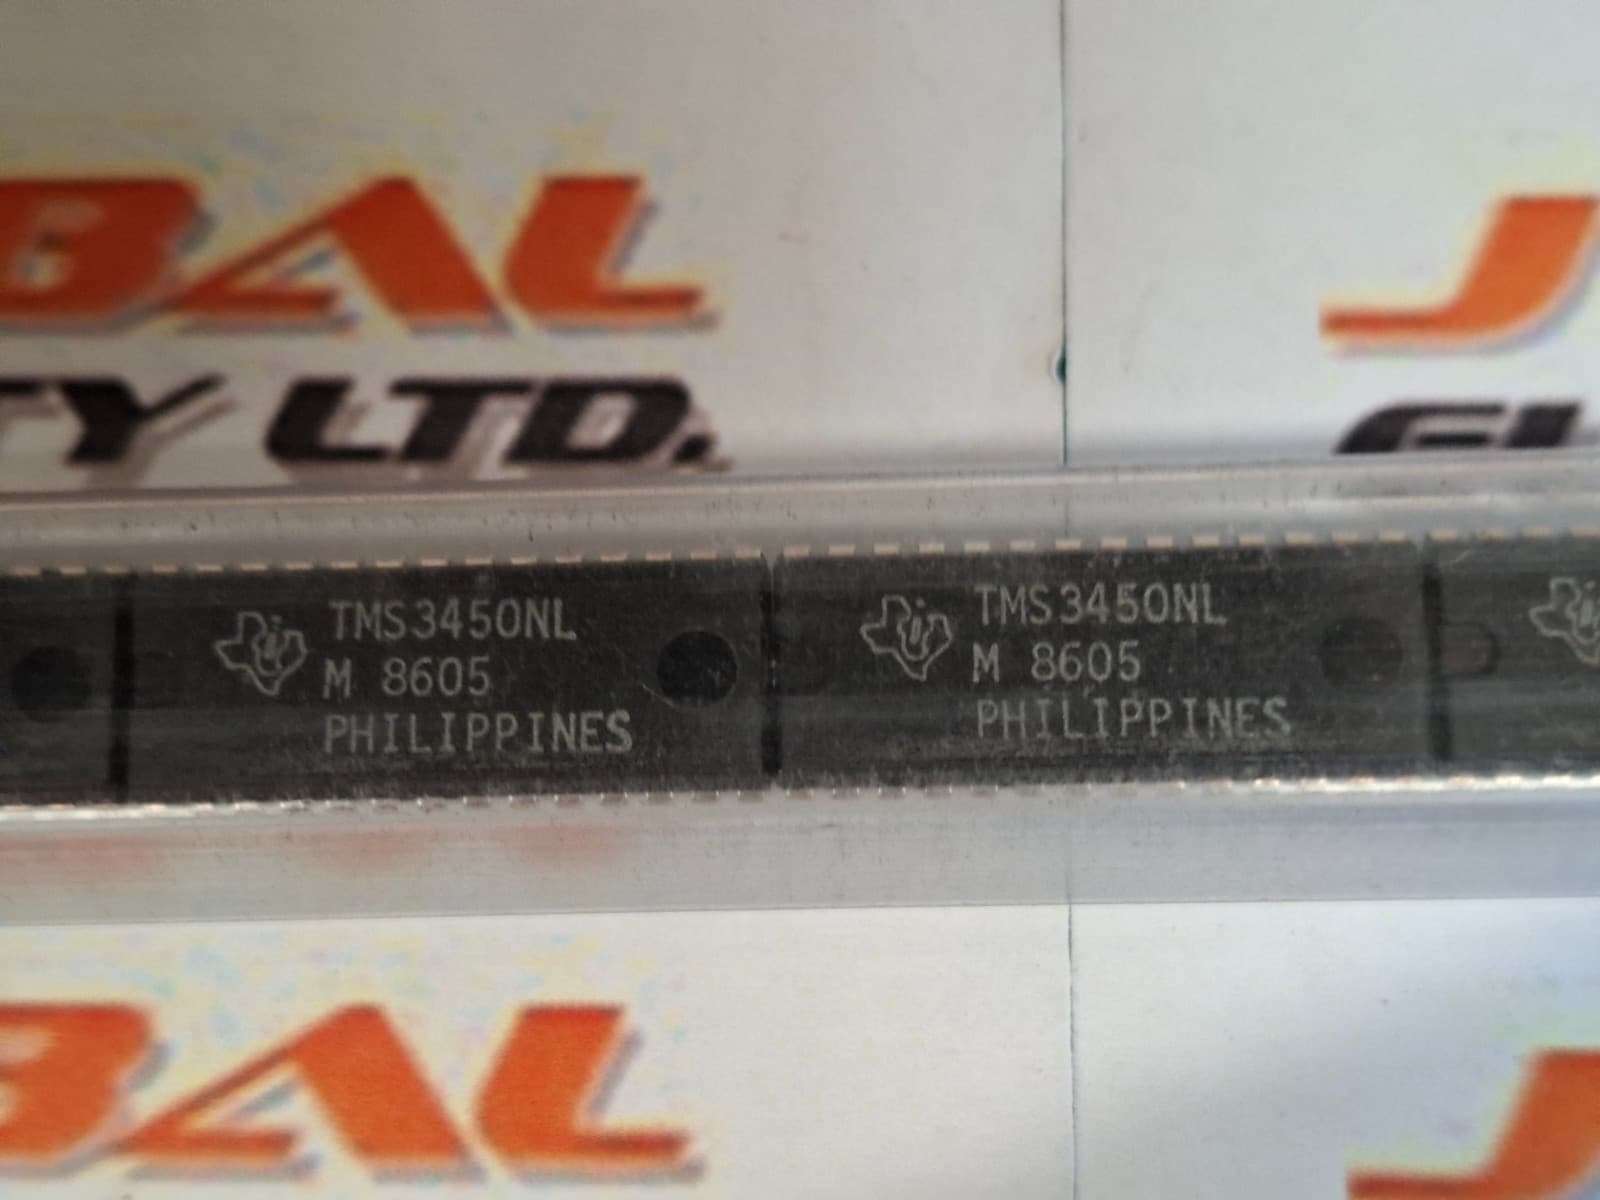 BAL
TY LTD.
J
TMS3450NL
M 8605
PHILIPPINES
TMS3450NL
M 8605
PHILIPPINES
BAL
J